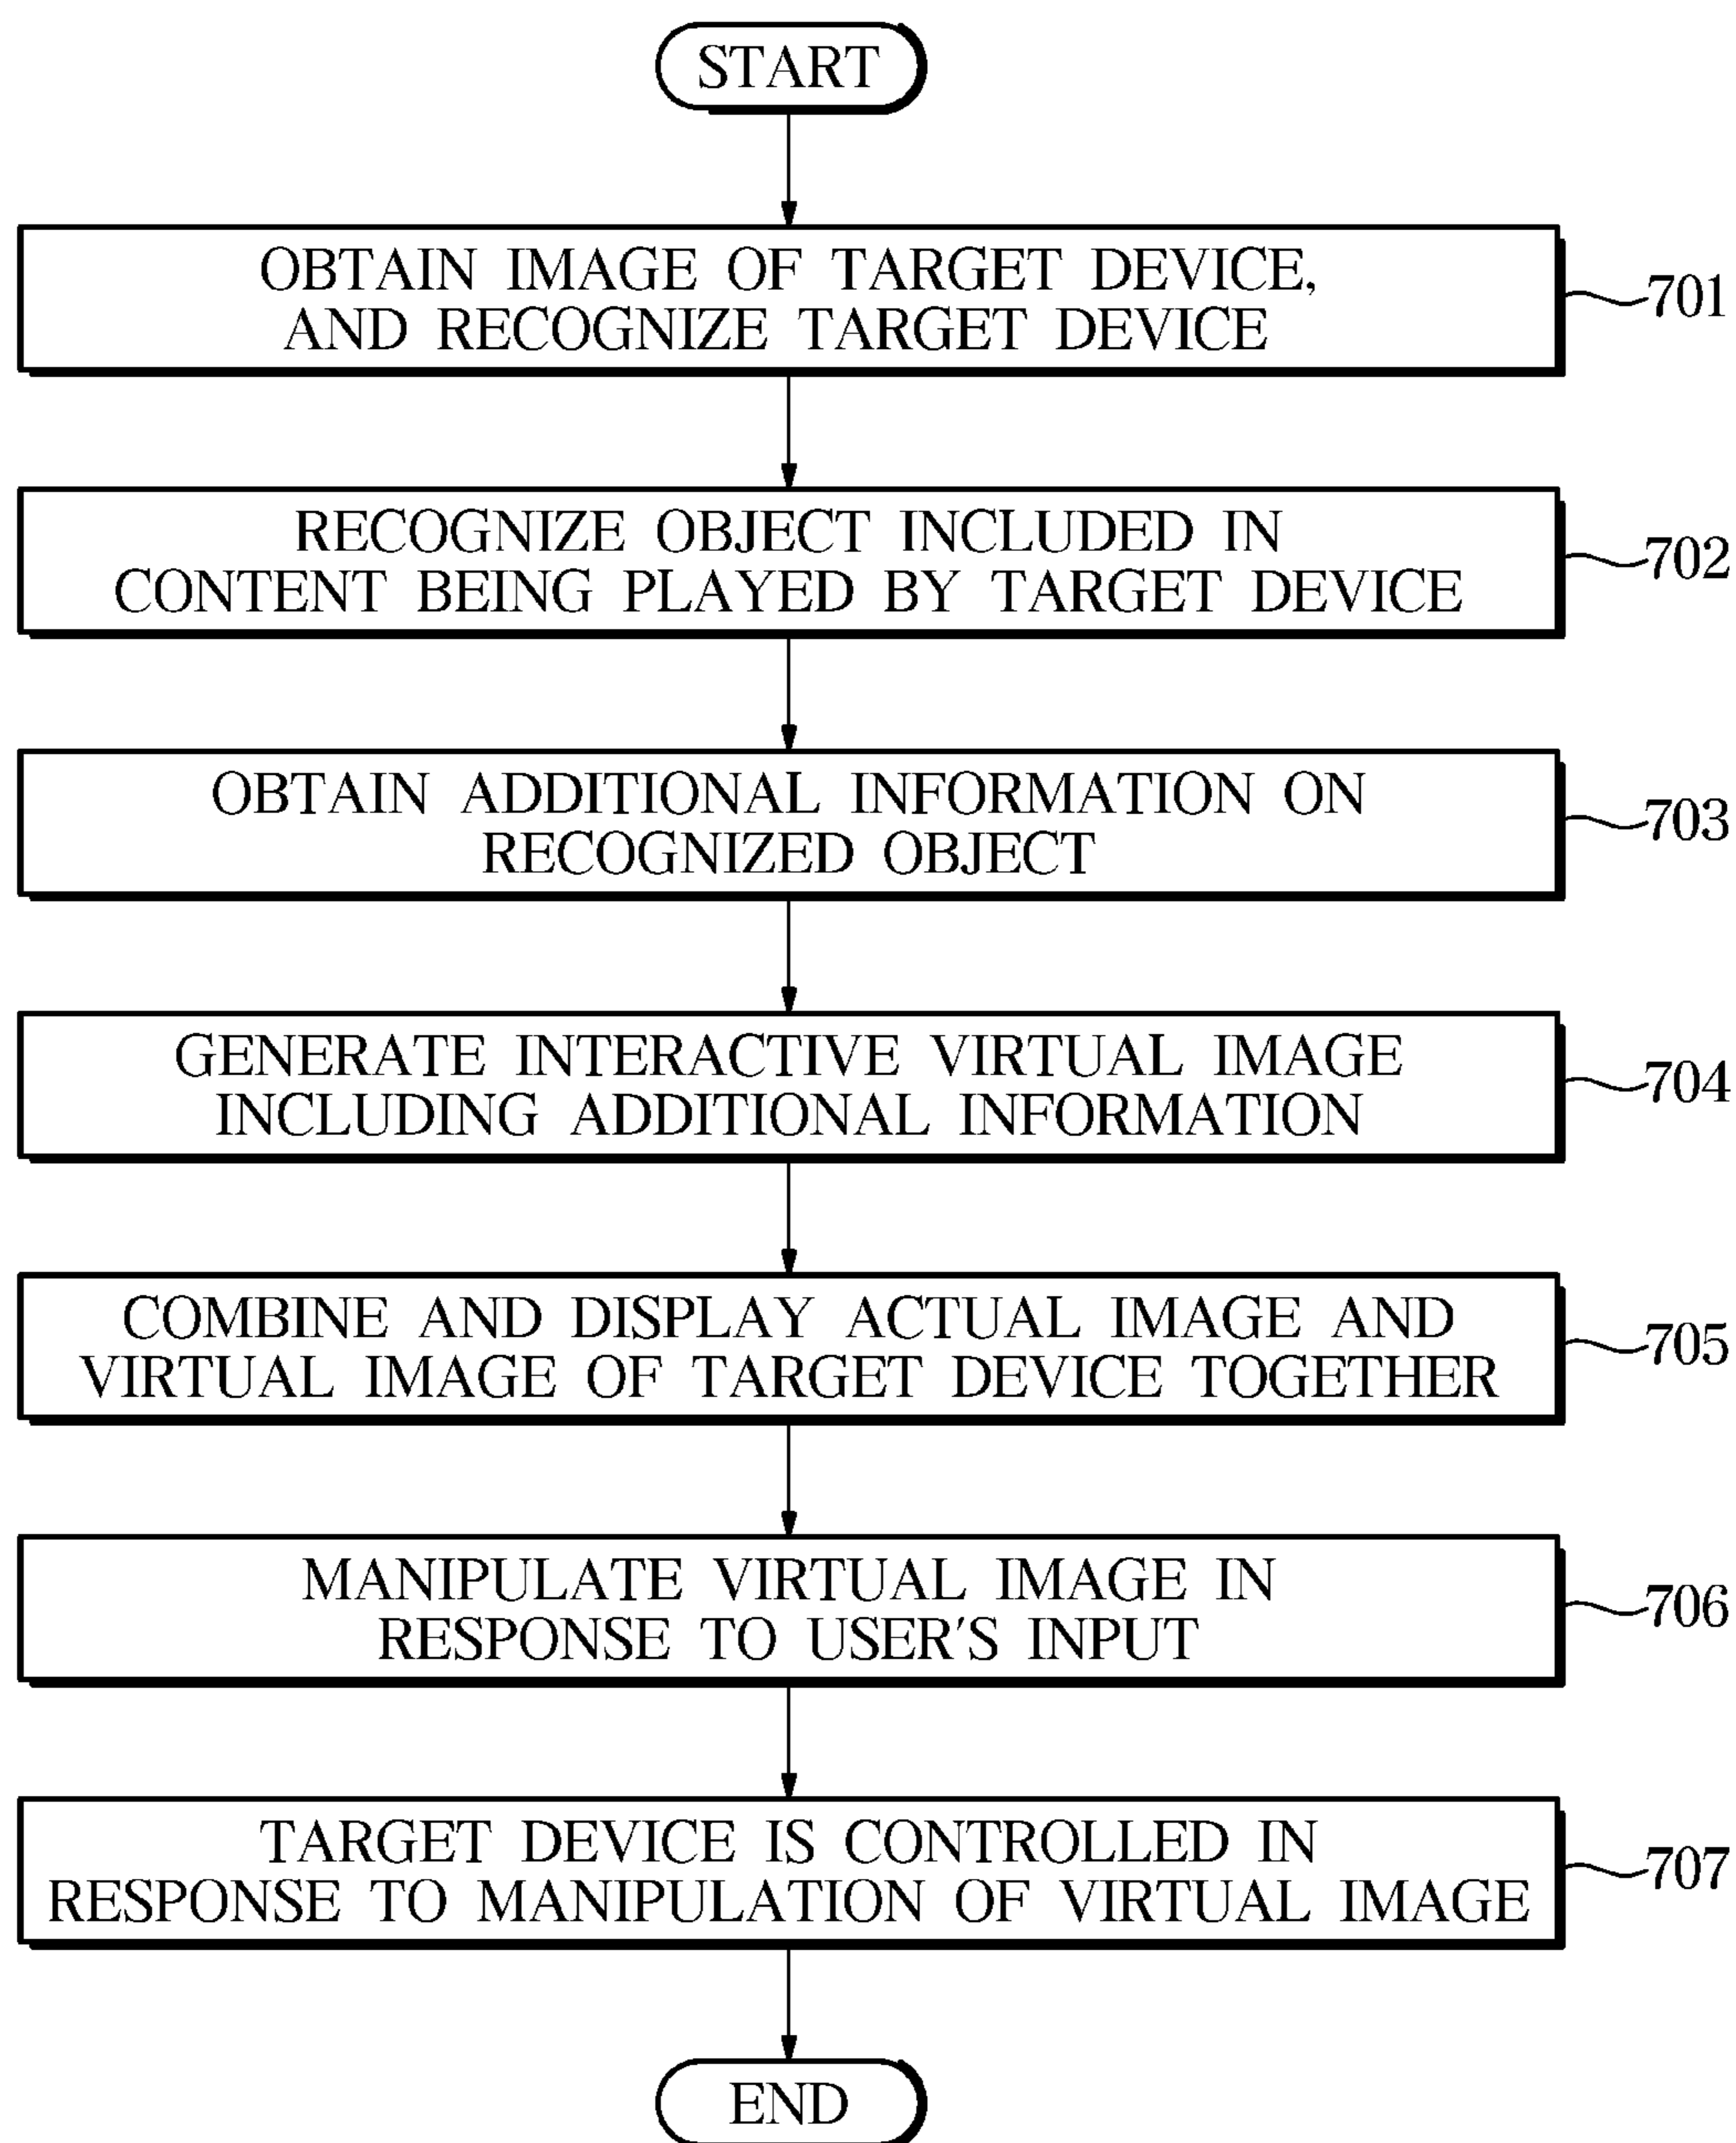 START
OBTAIN IMAGE OF TARGET DEVICE,
AND RECOGNIZE TARGET DEVICE
701
RECOGNIZE OBJECT INCLUDED IN
CONTENT BEING PLAYED BY TARGET DEVICE
702
OBTAIN ADDITIONAL INFORMATION ON
RECOGNIZED OBJECT
703
GENERATE INTERACTIVE VIRTUAL IMAGE
INCLUDING ADDITIONAL INFORMATION
704
COMBINE AND DISPLAY ACTUAL IMAGE AND
VIRTUAL IMAGE OF TARGET DEVICE TOGETHER
705
MANIPULATE VIRTUAL IMAGE IN
RESPONSE TO USER'S INPUT
706
TARGET DEVICE IS CONTROLLED IN
RESPONSE TO MANIPULATION OF VIRTUAL IMAGE
707
END